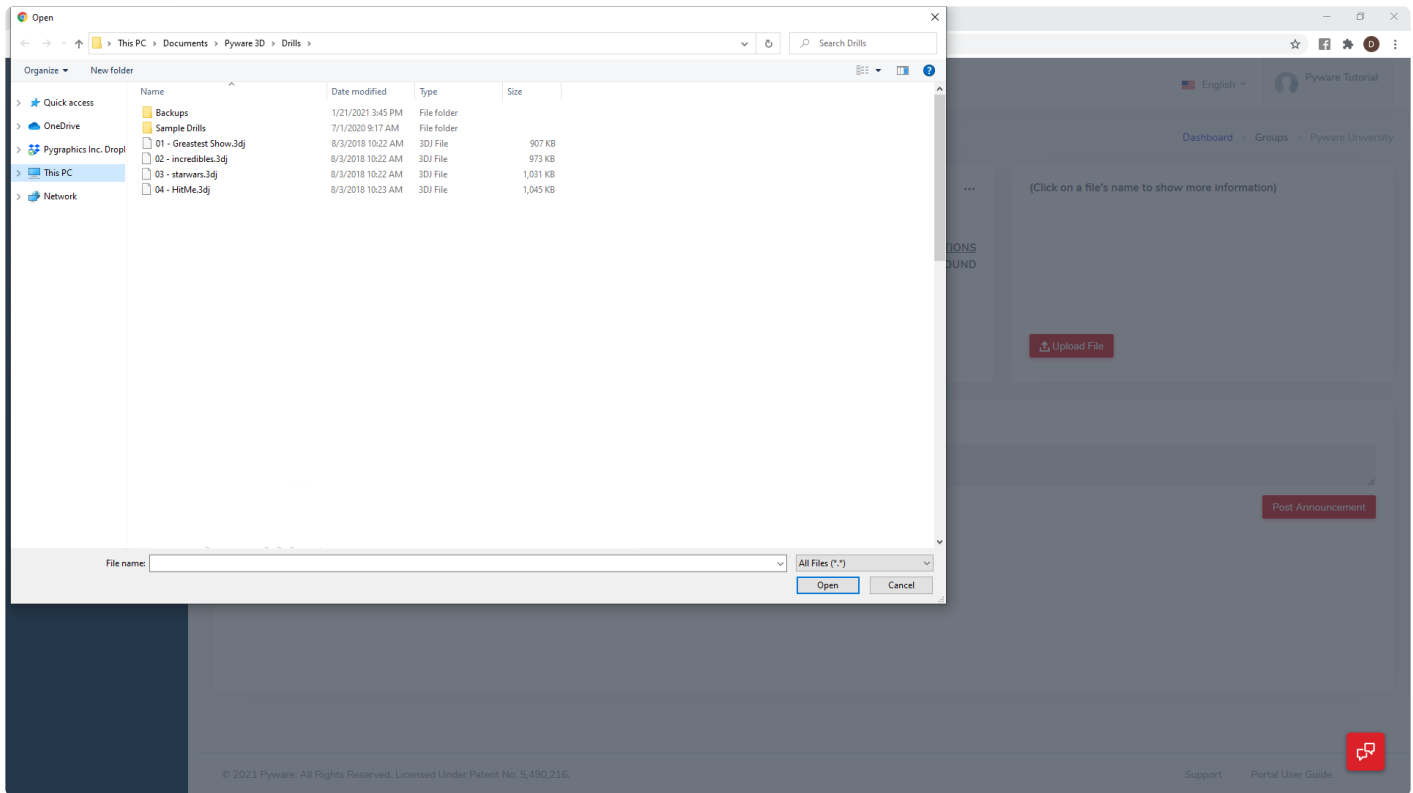 Open
This PC > Documents > Pyware 3D > Drills >
Search Drills
Organize
New folder
Name Date modified Type Size
Quick access
OneDrive
Pygraphics Inc. Dropl
This PC
Network
Backups 1/21/2021 3:45 PM File folder
Sample Drills 7/1/2020 9:17 AM File folder
01 - Greastest Show.3dj 8/3/2018 10:22 AM 3DJ File 907 KB
02 - incredibles.3dj 8/3/2018 10:22 AM 3DJ File 973 KB
03 - starwars.3dj 8/3/2018 10:22 AM 3DJ File 1,031 KB
04 - HitMe.3dj 8/3/2018 10:23 AM 3DJ File 1,045 KB
File name:
All Files (*.*)
Open Cancel
D
English
Pyware Tutorial
Dashboard > Groups > Pyware University
...
(Click on a file's name to show more information)
TIONS
OUND
Upload File
Post Announcement
© 2021 Pyware. All Rights Reserved. Licensed Under Patent No. 5,490,216.
Support Portal User Guide